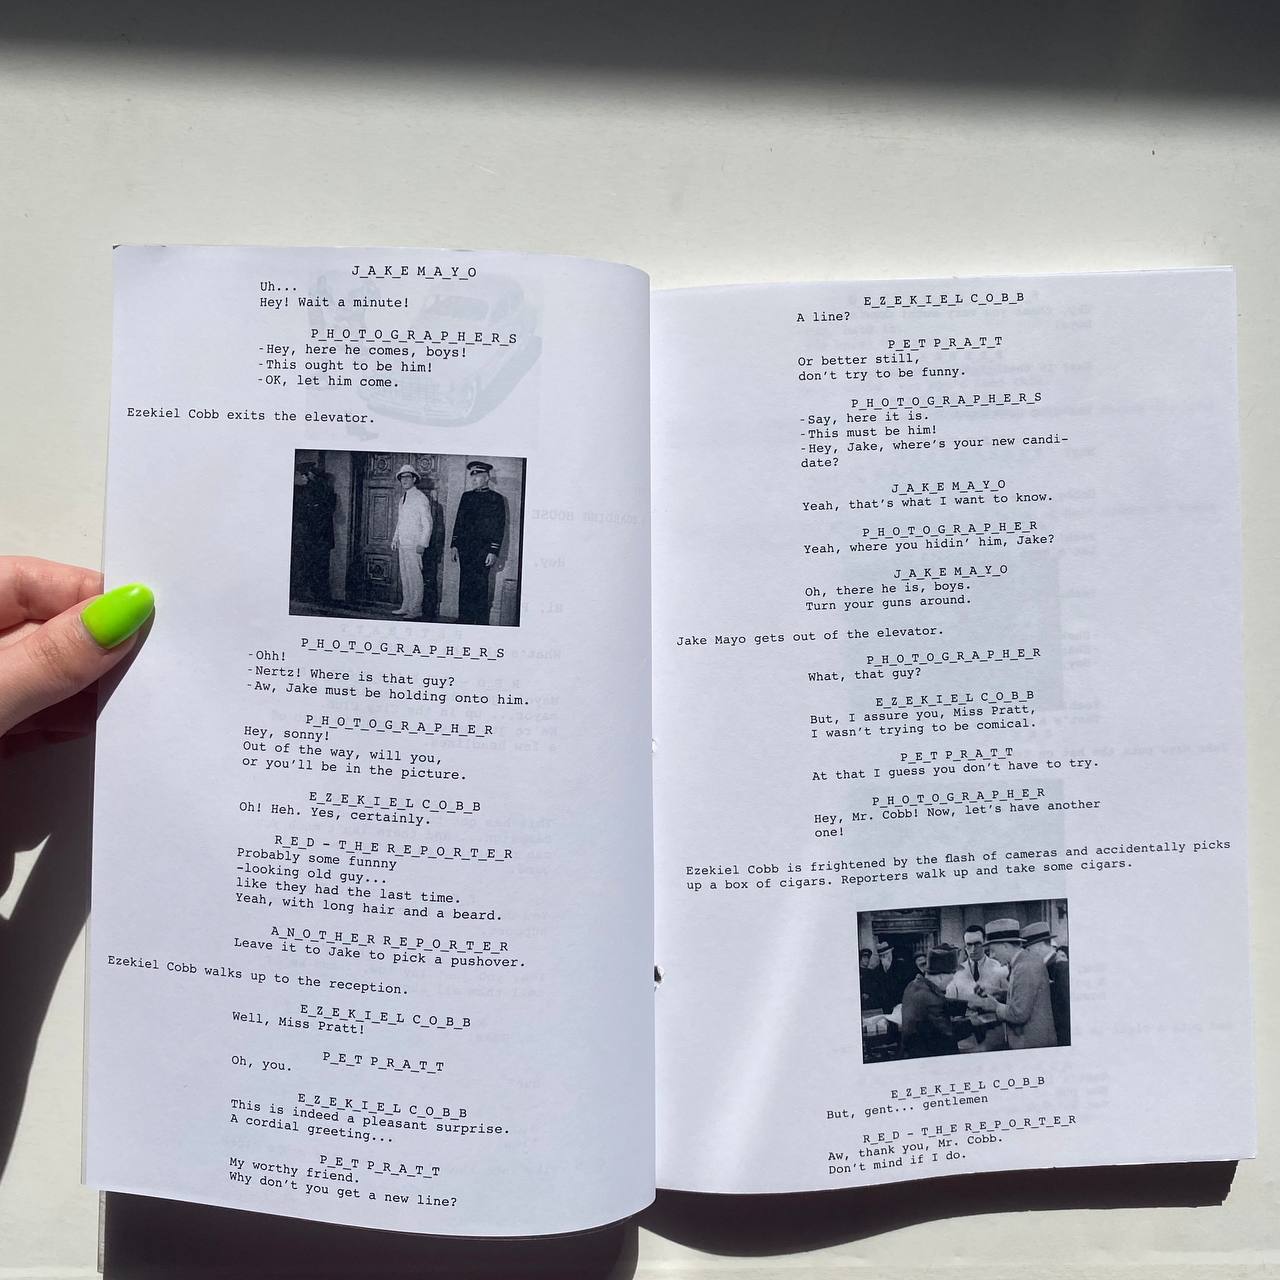 J_A_K_E M_A_Y_O
Uh...
Hey! Wait a minute!
P_H_O_T_O_G_R_A_P_H_E_R_S
-Hey, here he comes, boys!
-This ought to be him!
-OK, let him come.
Ezekiel Cobb exits the elevator.
P_H_O_T_O_G_R_A_P_H_E_R_S
-Ohh!
-Nertz! Where is that guy?
-Aw, Jake must be holding onto him.
P_H_O_T_O_G_R_A_P_H_E_R
Hey, sonny!
Out of the way, will you,
or you'll be in the picture.
E_Z_E_K_I_E_L C_O_B_B
Oh! Heh. Yes, certainly.
R_E_D - T_H_E R_E_P_O_R_T_E_R
Probably some funnny
-looking old guy...
like they had the last time.
Yeah, with long hair and a beard.
A_N_O_T_H_E_R R_E_P_O_R_T_E_R
Leave it to Jake to pick a pushover.
Ezekiel Cobb walks up to the reception.
E_Z_E_K_I_E_L C_O_B_B
Well, Miss Pratt!
P_E_T P_R_A_T_T
Oh, you.
E_Z_E_K_I_E_L C_O_B_B
This is indeed a pleasant surprise.
A cordial greeting...
P_E_T P_R_A_T_T
My worthy friend.
Why don't you get a new line?
E_Z_E_K_I_E_L C_O_B_B
A line?
P_E_T P_R_A_T_T
Or better still,
don't try to be funny.
P_H_O_T_O_G_R_A_P_H_E_R_S
-Say, here it is.
-This must be him!
-Hey, Jake, where's your new candi-
date?
J_A_K_E M_A_Y_O
Yeah, that's what I want to know.
P_H_O_T_O_G_R_A_P_H_E_R
Yeah, where you hidin' him, Jake?
J_A_K_E M_A_Y_O
Oh, there he is, boys.
Turn your guns around.
Jake Mayo gets out of the elevator.
P_H_O_T_O_G_R_A_P_H_E_R
What, that guy?
E_Z_E_K_I_E_L C_O_B_B
But, I assure you, Miss Pratt,
I wasn't trying to be comical.
P_E_T P_R_A_T_T
At that I guess you don't have to try.
P_H_O_T_O_G_R_A_P_H_E_R
Hey, Mr. Cobb! Now, let's have another
one!
Ezekiel Cobb is frightened by the flash of cameras and accidentally picks
up a box of cigars. Reporters walk up and take some cigars.
E_Z_E_K_I_E_L C_O_B_B
But, gent... gentlemen
R_E_D - T_H_E R_E_P_O_R_T_E_R
Aw, thank you, Mr. Cobb.
Don't mind if I do.